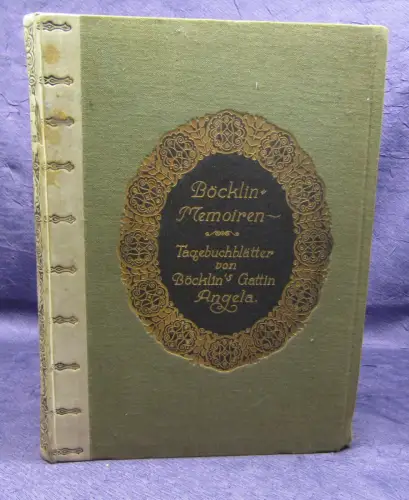 Böcklin-
Memoiren
Tagebuchblätter
von
Böcklin's Gattin
Angela.